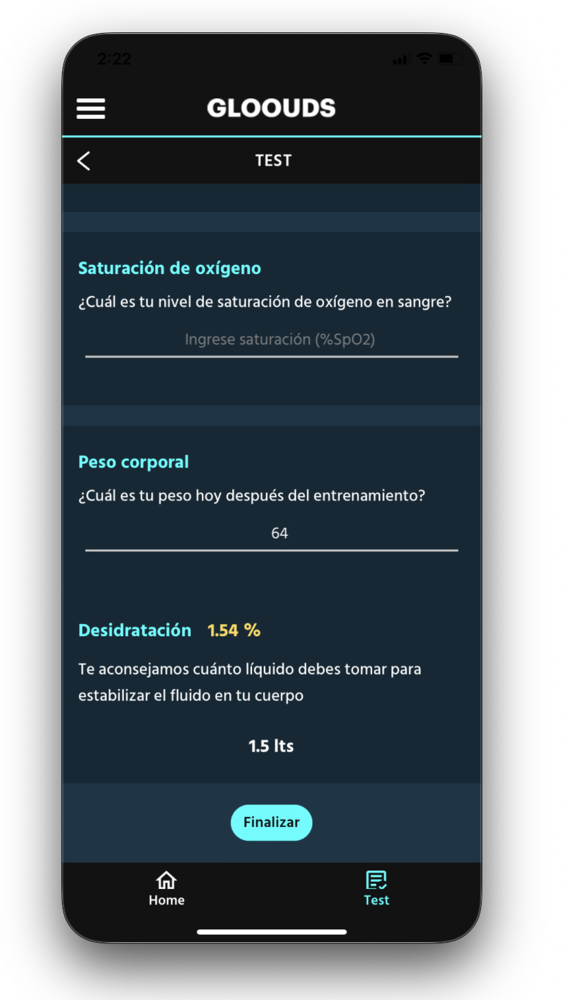 2:22
GLOOUDS
TEST
Saturación de oxígeno
¿Cuál es tu nivel de saturación de oxígeno en sangre?
Ingrese saturación (%SpO2)
Peso corporal
¿Cuál es tu peso hoy después del entrenamiento?
64
Desidratación 1.54 %
Te aconsejamos cuánto líquido debes tomar para
estabilizar el fluido en tu cuerpo
1.5 lts
Finalizar
Home Test